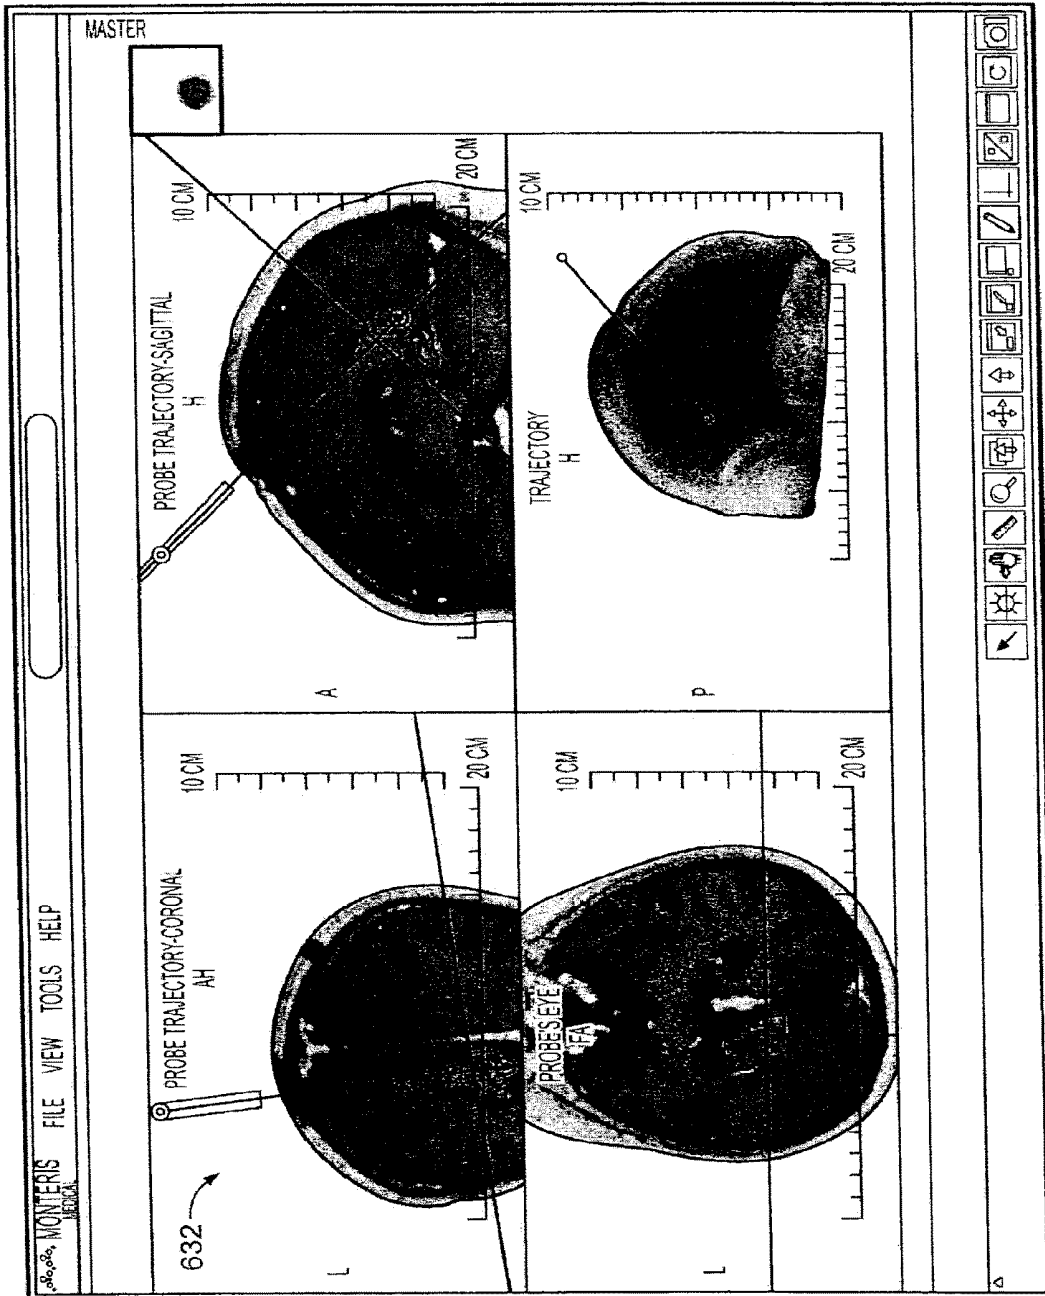 MONTERIS
MEDICAL
FILE VIEW TOOLS HELP
MASTER
632
PROBE TRAJECTORY-CORONAL
AH
10 CM
20 CM
L
PROBE TRAJECTORY-SAGITTAL
H
10 CM
20 CM
A
PROBE'S EYE
FA
10 CM
20 CM
L
TRAJECTORY
H
10 CM
20 CM
P